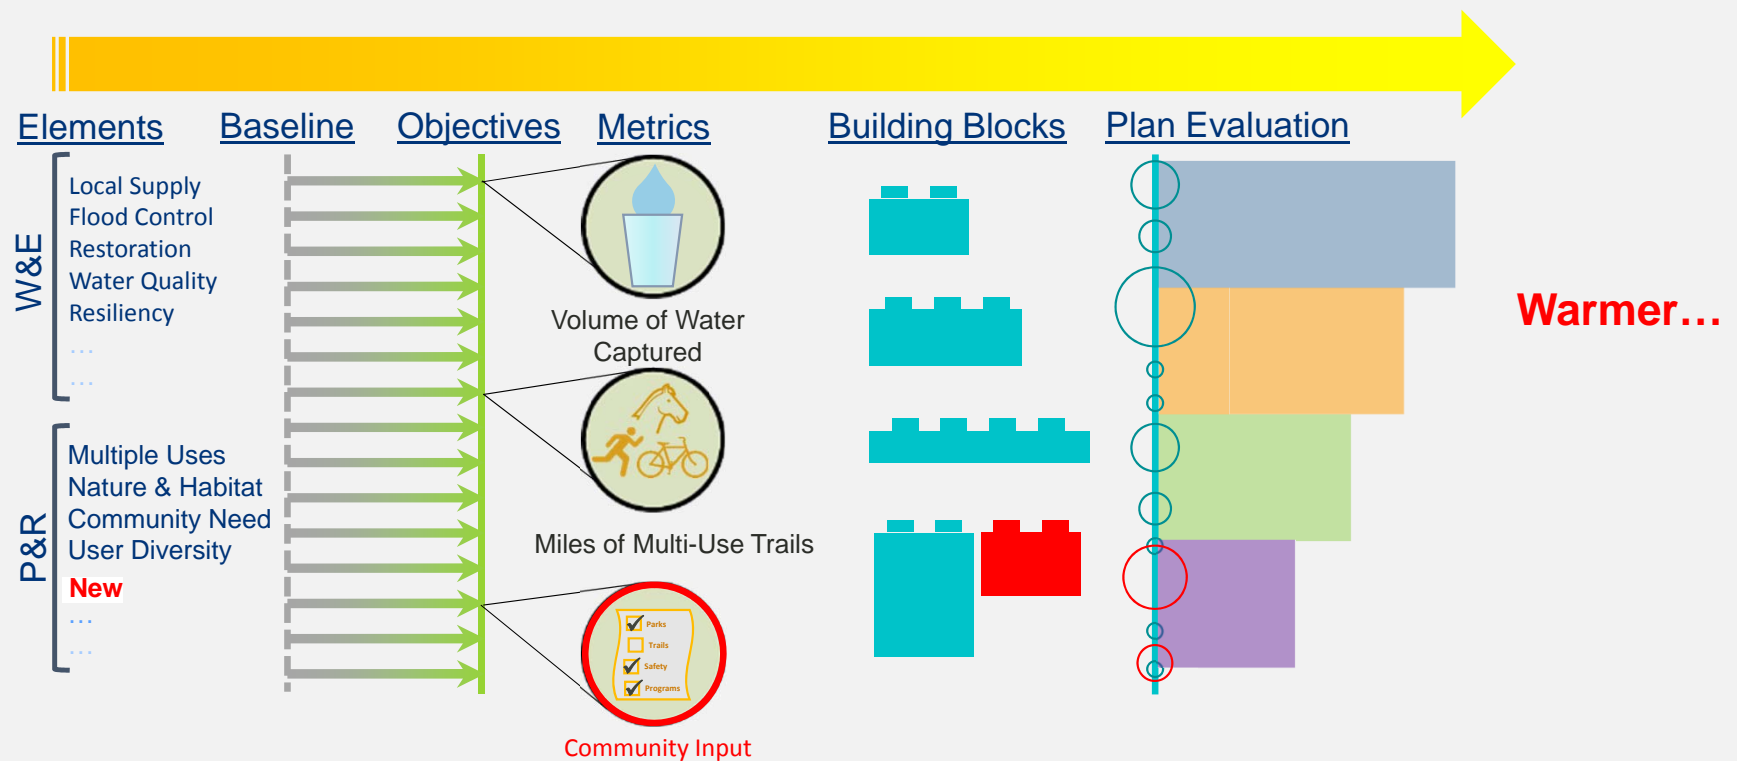 Elements
Baseline
Objectives
Metrics
Building Blocks
Plan Evaluation
W&E
Local Supply
Flood Control
Restoration
Water Quality
Resiliency
...
...
P&R
Multiple Uses
Nature & Habitat
Community Need
User Diversity
New
...
...
Volume of Water
Captured
Miles of Multi-Use Trails
Parks
Trails
Safety
Programs
Community Input
Warmer...